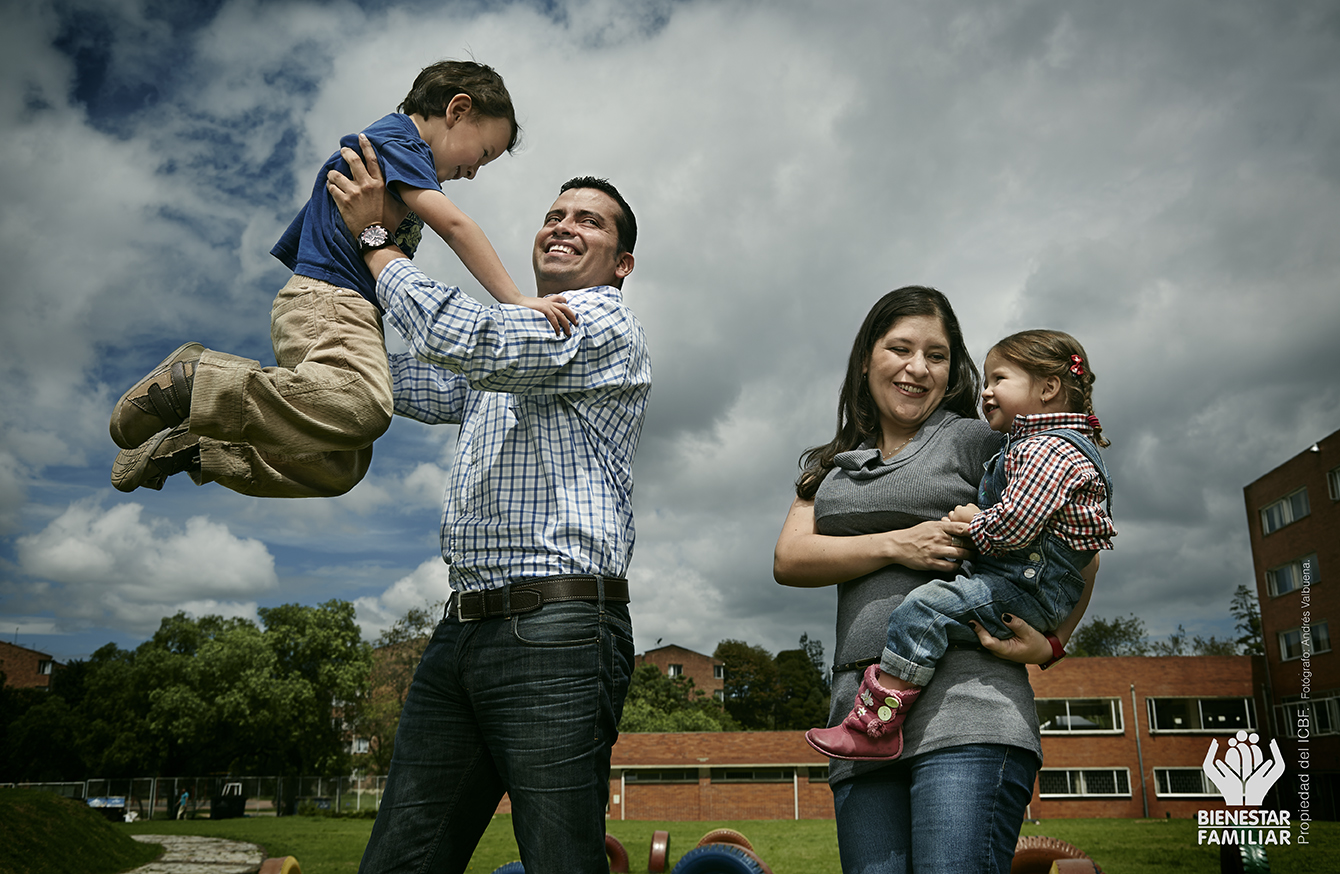 BIENESTAR
FAMILIAR
Propiedad del ICBF. Fotógrafo: Andrés Valbuena.